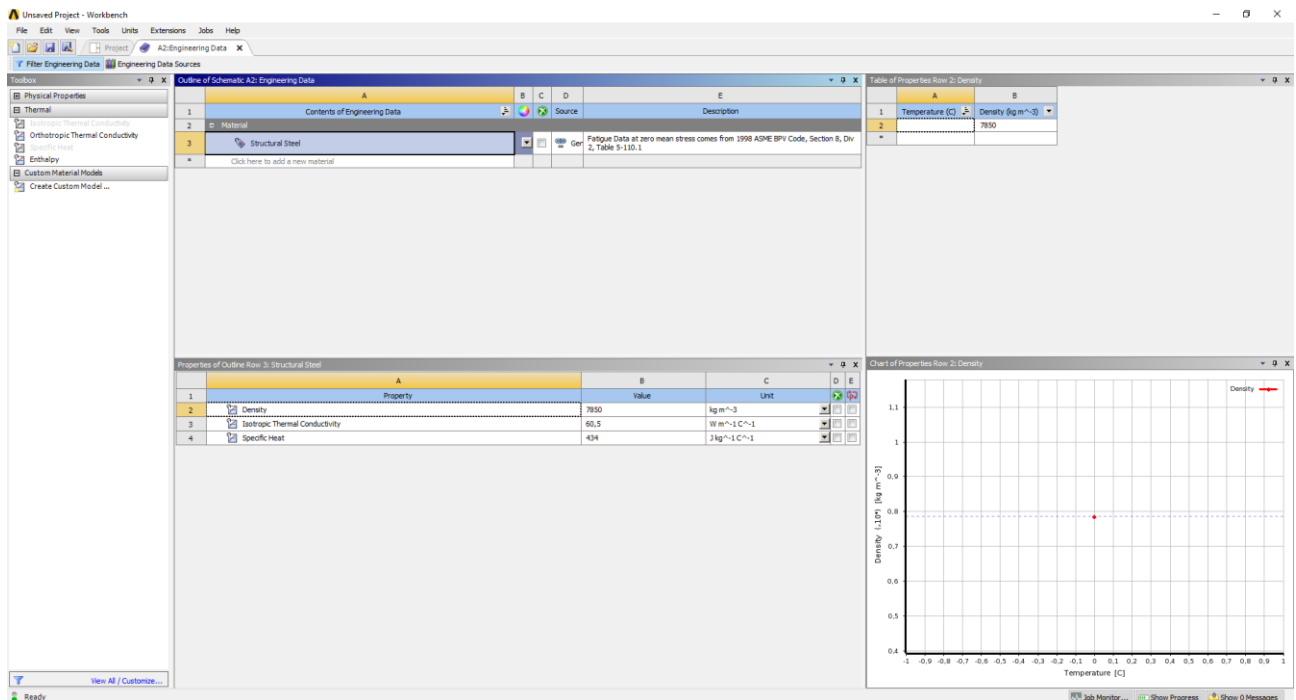 Unsaved Project - Workbench
File Edit View Tools Units Extensions Jobs Help
Project A2:Engineering Data
Filter Engineering Data Engineering Data Sources
Toolbox
Physical Properties
Thermal
Isotropic Thermal Conductivity
Orthotropic Thermal Conductivity
Specific Heat
Enthalpy
Custom Material Models
Create Custom Model ...
View All / Customize...
Outline of Schematic A2: Engineering Data
A B C D E
1 Contents of Engineering Data Source Description
2 Material
3 Structural Steel Ger Fatigue Data at zero mean stress comes from 1998 ASME BPV Code, Section 8, Div
2, Table 5-110.1
* Click here to add a new material
Table of Properties Row 2: Density
A B
1 Temperature (C) Density (kg m^-3)
2 7850
*
Properties of Outline Row 3: Structural Steel
A B C D E
1 Property Value Unit
2 Density 7850 kg m^-3
3 Isotropic Thermal Conductivity 60,5 W m^-1 C^-1
4 Specific Heat 434 J kg^-1 C^-1
Chart of Properties Row 2: Density
Density
1,1
1
0,9
0,8
0,7
0,6
0,5
0,4
Density (.10⁴) [kg m^-3]
-1 -0,9 -0,8 -0,7 -0,6 -0,5 -0,4 -0,3 -0,2 -0,1 0 0,1 0,2 0,3 0,4 0,5 0,6 0,7 0,8 0,9 1
Temperature [C]
Ready
Job Monitor... Show Progress Show 0 Messages